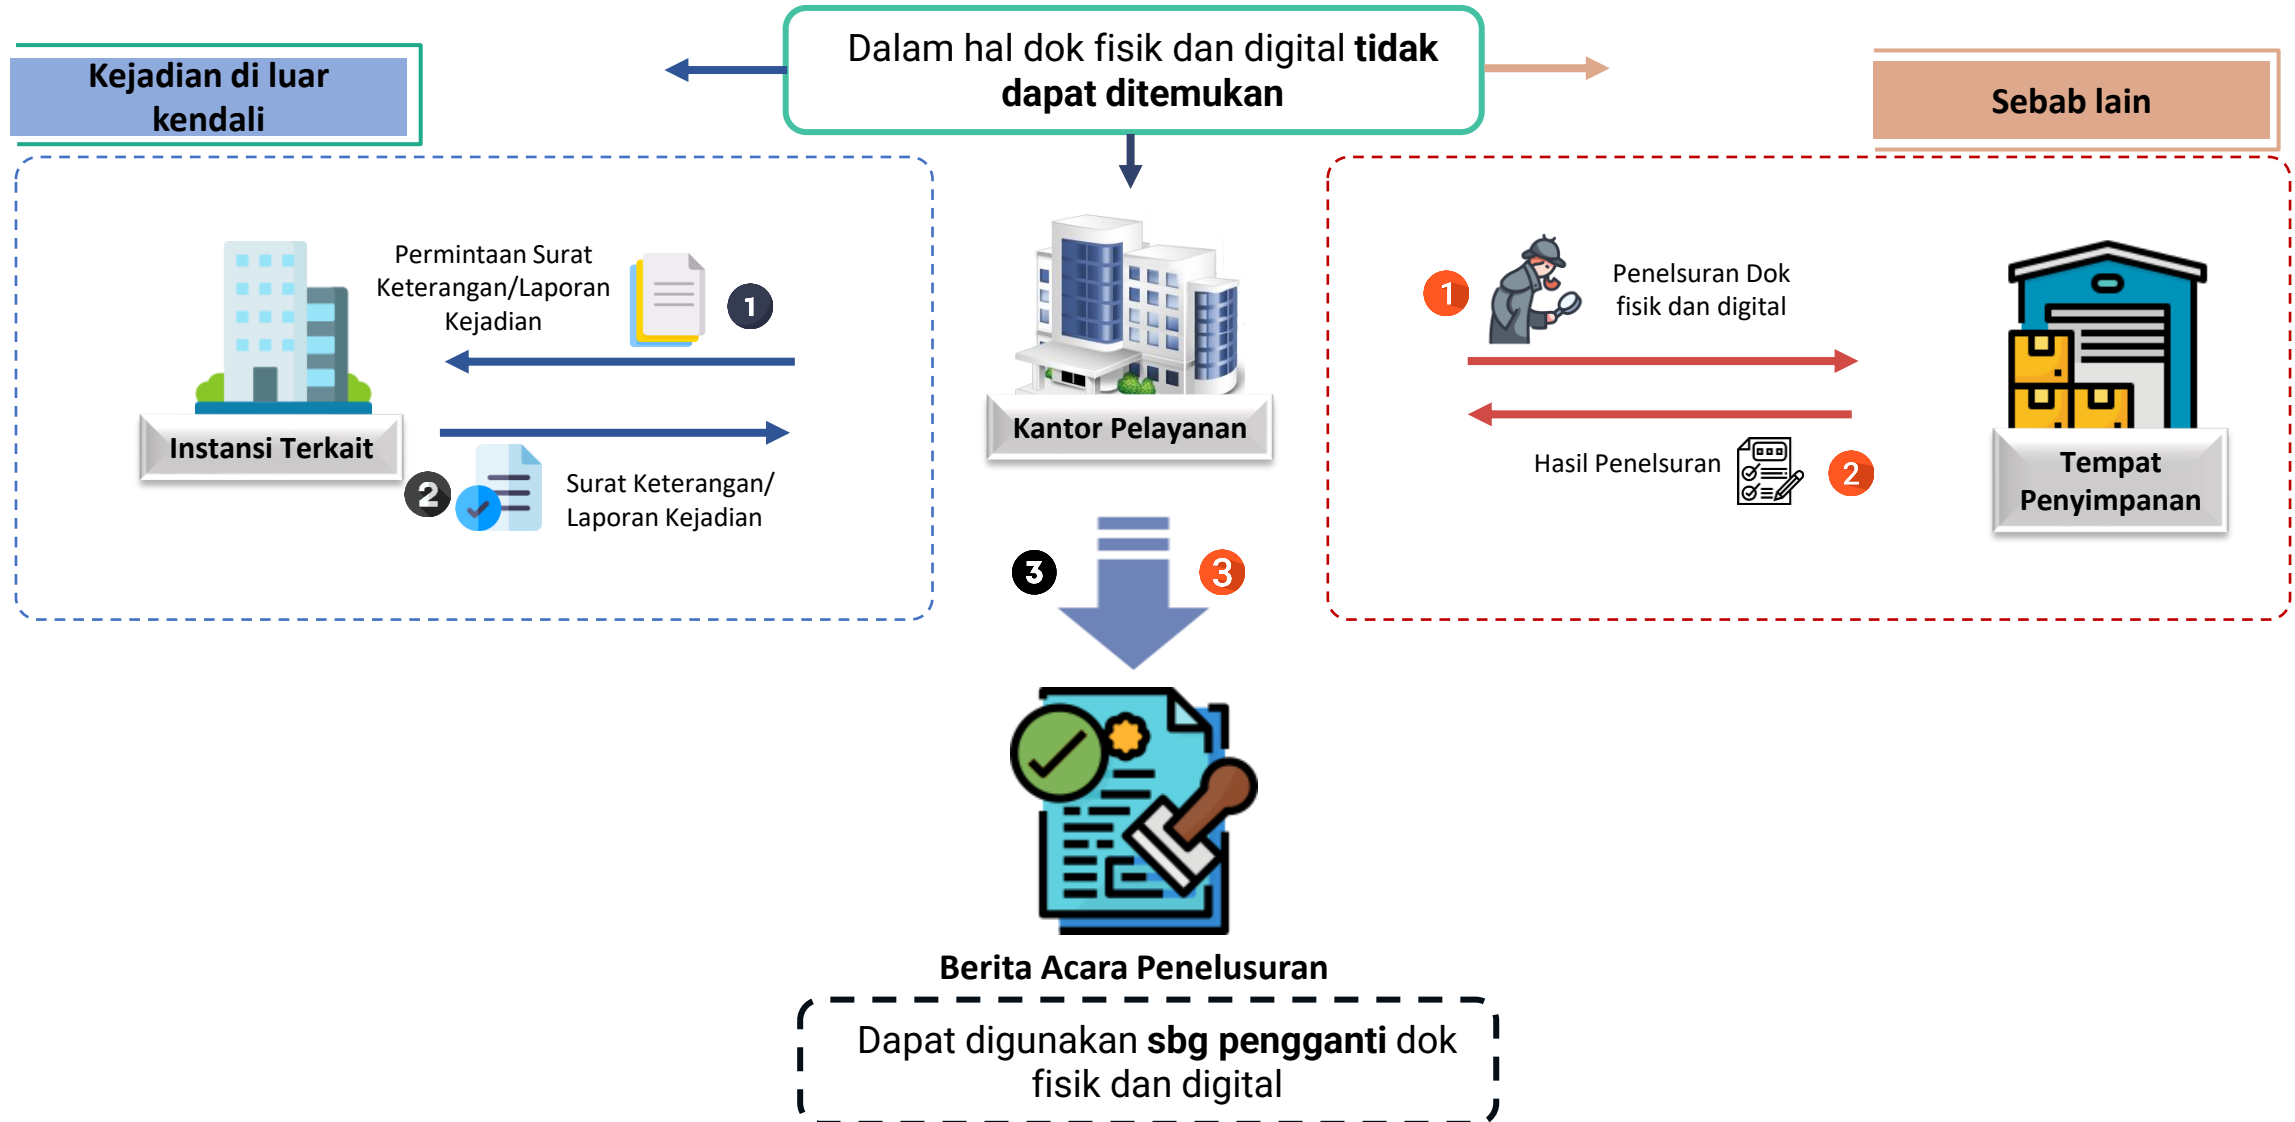 Dalam hal dok fisik dan digital tidak
dapat ditemukan
Kejadian di luar
kendali
Sebab lain
Permintaan Surat
Keterangan/Laporan
Kejadian
1
Instansi Terkait
2
Surat Keterangan/
Laporan Kejadian
Kantor Pelayanan
1
Penelsuran Dok
fisik dan digital
Hasil Penelsuran
2
Tempat
Penyimpanan
3
3
Berita Acara Penelusuran
Dapat digunakan sbg pengganti dok
fisik dan digital